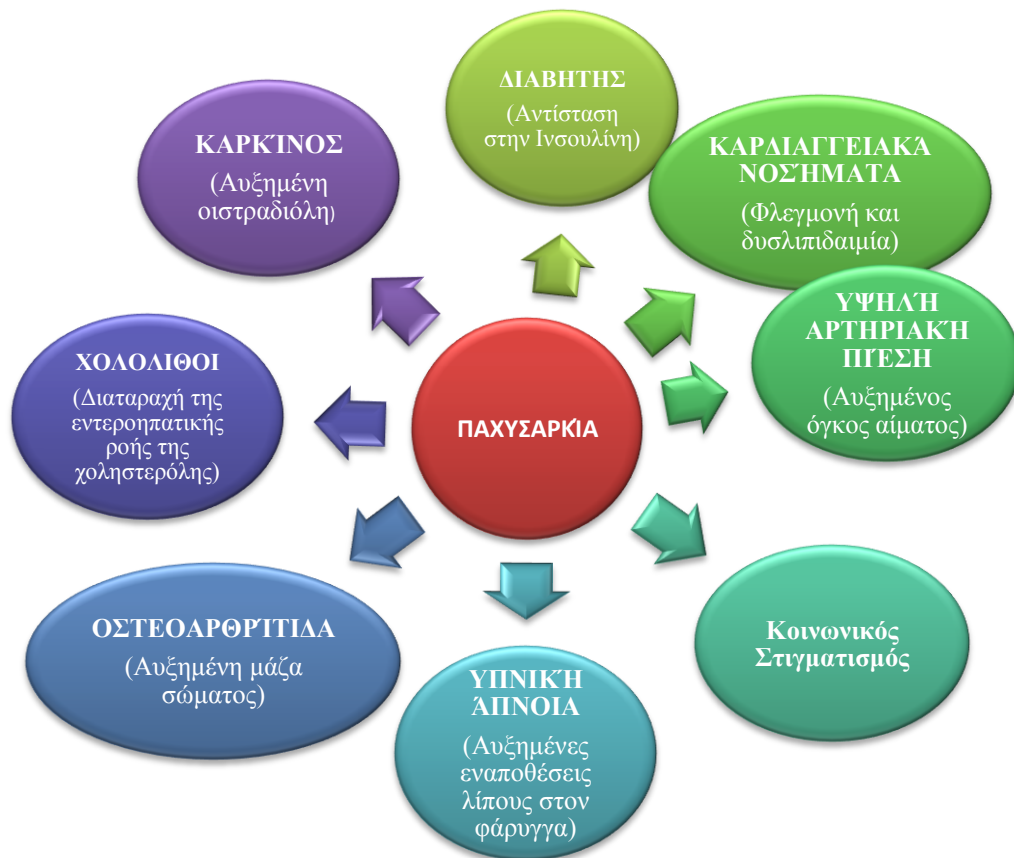 ΔΙΑΒΗΤΗΣ
(Αντίσταση
στην Ινσουλίνη)
ΚΑΡΔΙΑΓΓΕΙΑΚΆ
ΝΟΣΉΜΑΤΑ
(Φλεγμονή και
δυσλιπιδαιμία)
ΥΨΗΛΉ
ΑΡΤΗΡΙΑΚΉ
ΠΊΕΣΗ
(Αυξημένος
όγκος αίματος)
Κοινωνικός
Στιγματισμός
ΥΠΝΙΚΉ
ΆΠΝΟΙΑ
(Αυξημένες
εναποθέσεις
λίπους στον
φάρυγγα)
ΟΣΤΕΟΑΡΘΡΊΤΙΔΑ
(Αυξημένη μάζα
σώματος)
ΧΟΛΟΛΙΘΟΙ
(Διαταραχή της
εντεροηπατικής
ροής της
χοληστερόλης)
ΚΑΡΚΊΝΟΣ
(Αυξημένη
οιστραδιόλη)
ΠΑΧΥΣΑΡΚΊΑ